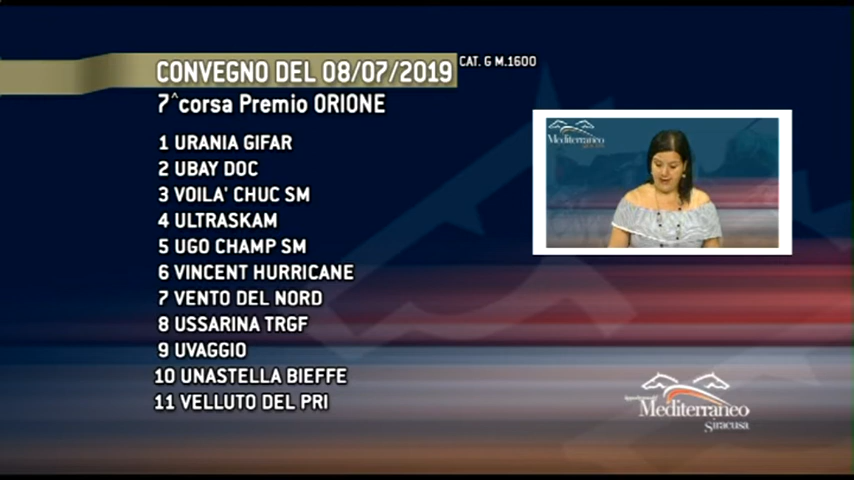 CONVEGNO DEL 08/07/2019 CAT. G M.1600
7^corsa Premio ORIONE
1 URANIA GIFAR
2 UBAY DOC
3 VOILA' CHUC SM
4 ULTRASKAM
5 UGO CHAMP SM
6 VINCENT HURRICANE
7 VENTO DEL NORD
8 USSARINA TRGF
9 UVAGGIO
10 UNASTELLA BIEFFE
11 VELLUTO DEL PRI
Mediterraneo
Mediterraneo
Siracusa